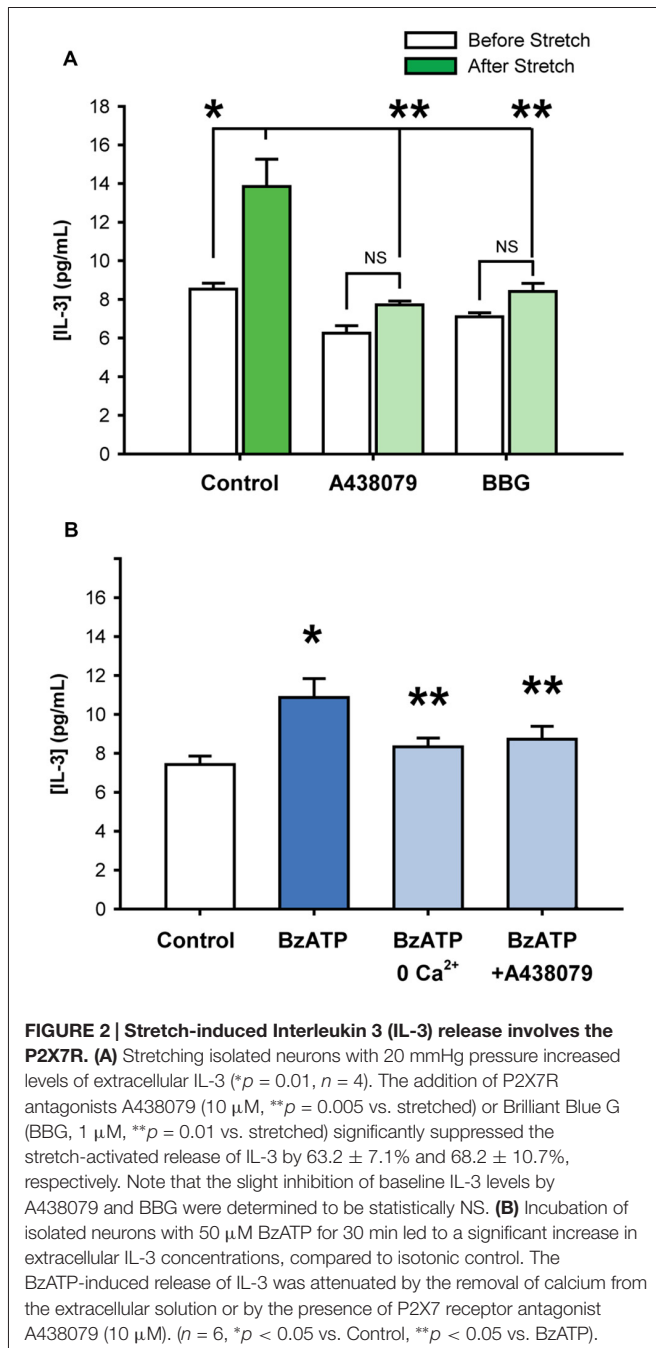 Before Stretch
After Stretch
A
* ** **
18
16
14
12
10
8
6
4
2
0
[IL-3] (pg/mL)
NS
NS
Control A438079 BBG
B
16
14
12
10
8
6
4
2
0
[IL-3] (pg/mL)
*
**
**
Control BzATP BzATP BzATP
0 Ca²⁺ +A438079
FIGURE 2 | Stretch-induced Interleukin 3 (IL-3) release involves the
P2X7R. (A) Stretching isolated neurons with 20 mmHg pressure increased
levels of extracellular IL-3 (*p = 0.01, n = 4). The addition of P2X7R
antagonists A438079 (10 μM, **p = 0.005 vs. stretched) or Brilliant Blue G
(BBG, 1 μM, **p = 0.01 vs. stretched) significantly suppressed the
stretch-activated release of IL-3 by 63.2 ± 7.1% and 68.2 ± 10.7%,
respectively. Note that the slight inhibition of baseline IL-3 levels by
A438079 and BBG were determined to be statistically NS. (B) Incubation of
isolated neurons with 50 μM BzATP for 30 min led to a significant increase in
extracellular IL-3 concentrations, compared to isotonic control. The
BzATP-induced release of IL-3 was attenuated by the removal of calcium from
the extracellular solution or by the presence of P2X7 receptor antagonist
A438079 (10 μM). (n = 6, *p < 0.05 vs. Control, **p < 0.05 vs. BzATP).